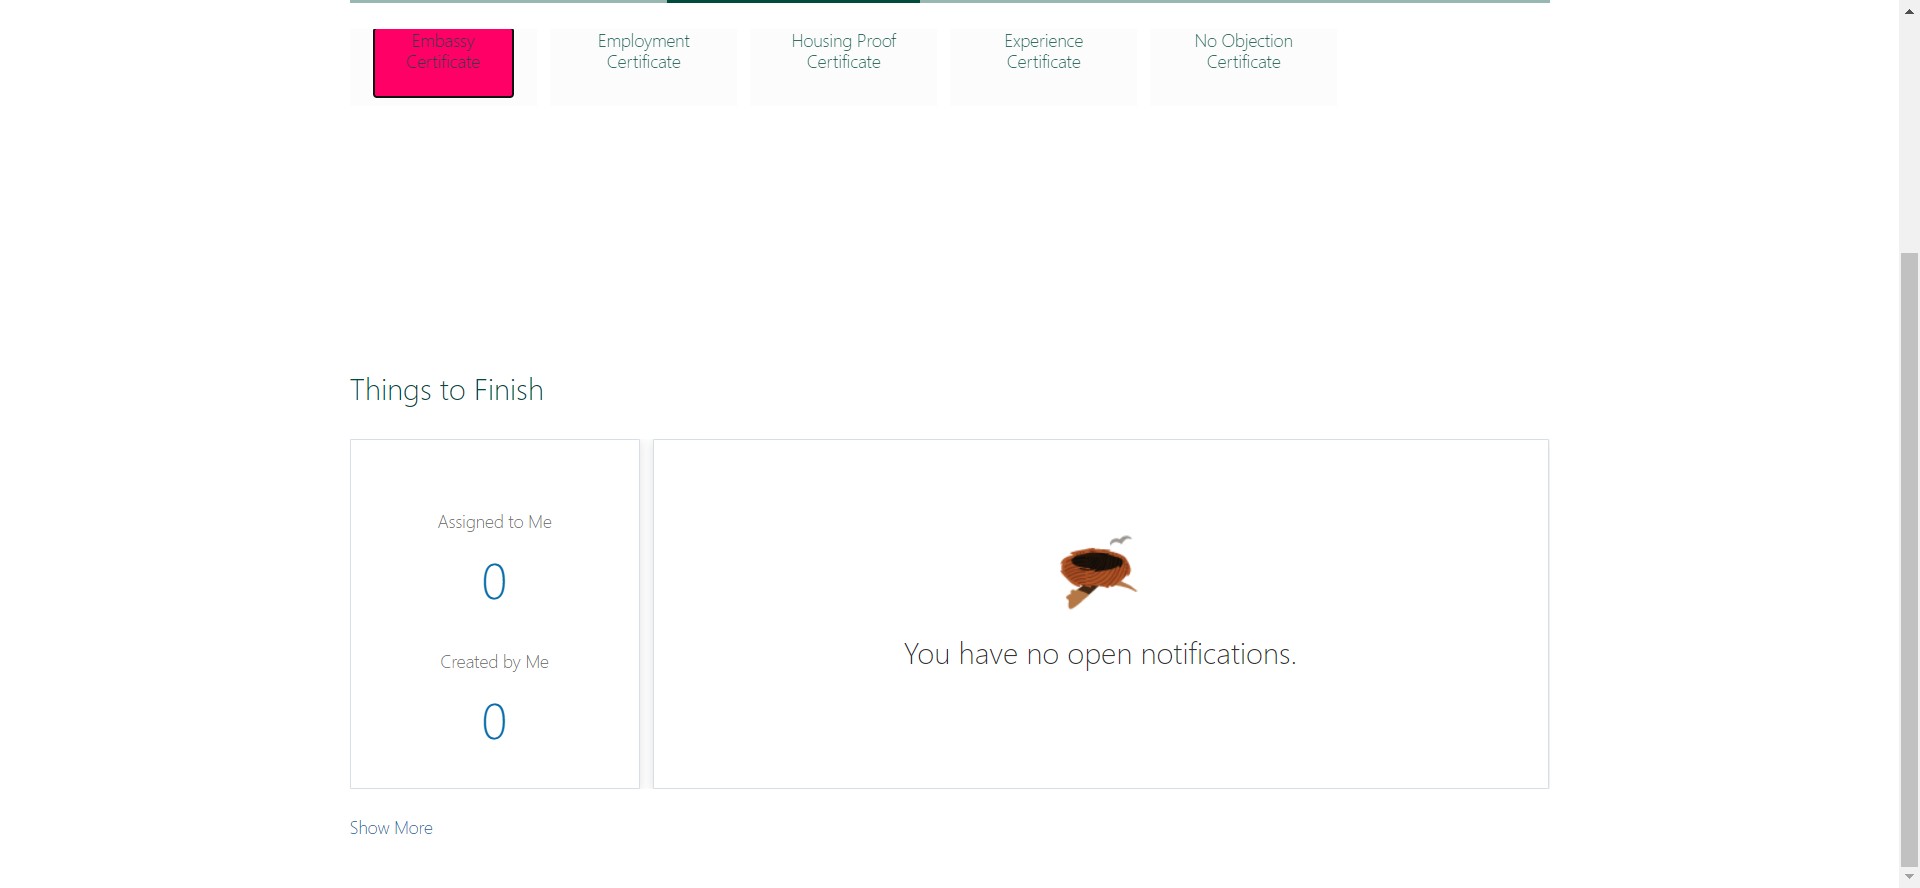 Embassy
Certificate
Employment
Certificate
Housing Proof
Certificate
Experience
Certificate
No Objection
Certificate
Things to Finish
Assigned to Me
0
Created by Me
0
You have no open notifications.
Show More